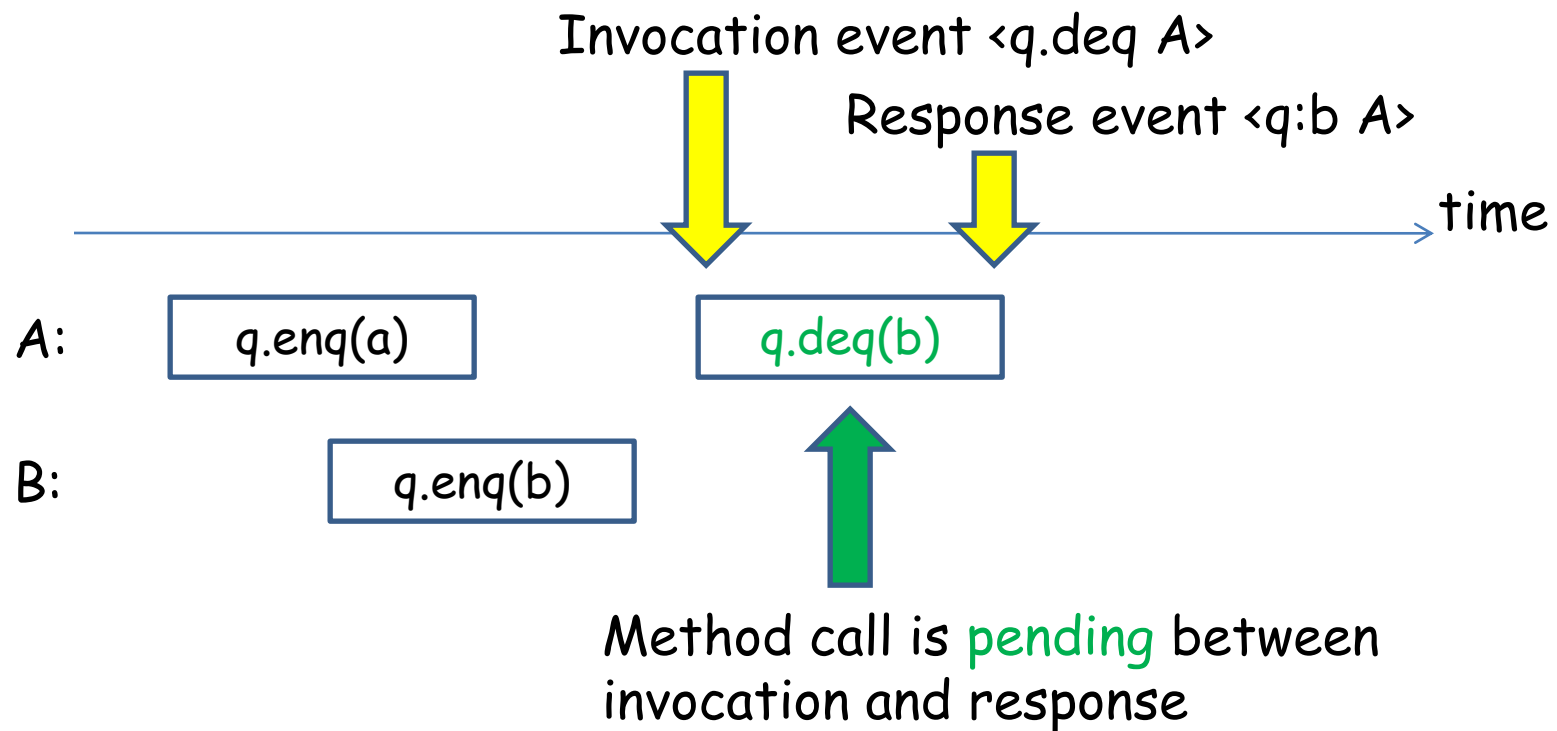 Invocation event <q.deq A>
Response event <q:b A>
time
A:
q.enq(a)
q.deq(b)
B:
q.enq(b)
Method call is pending between
invocation and response